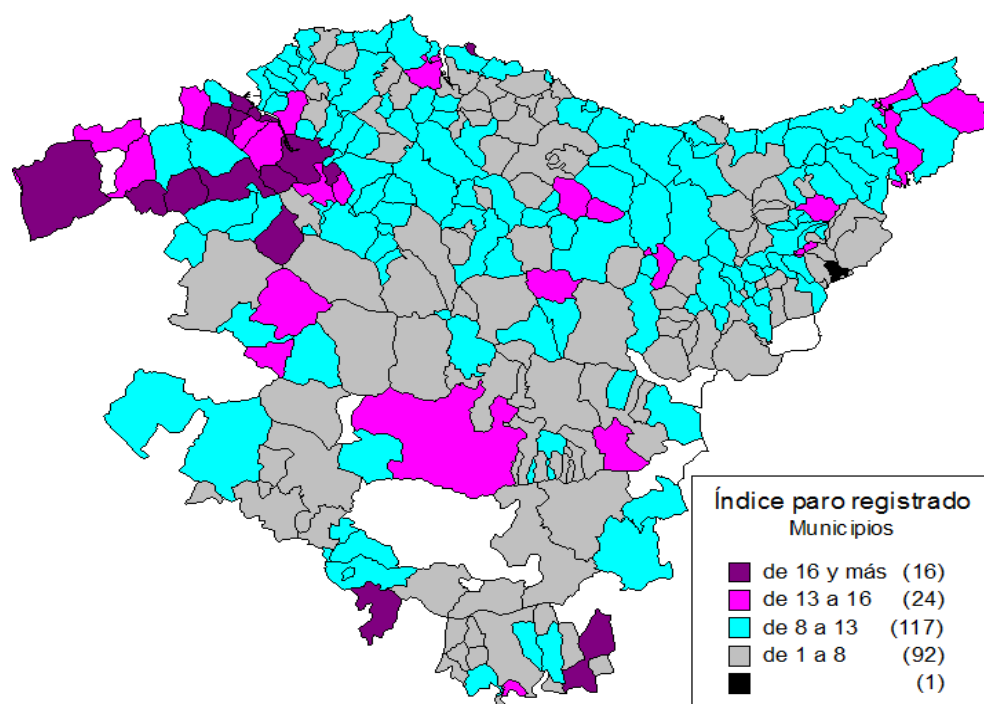 Índice paro registrado
Municipios
de 16 y más (16)
de 13 a 16 (24)
de 8 a 13 (117)
de 1 a 8 (92)
(1)